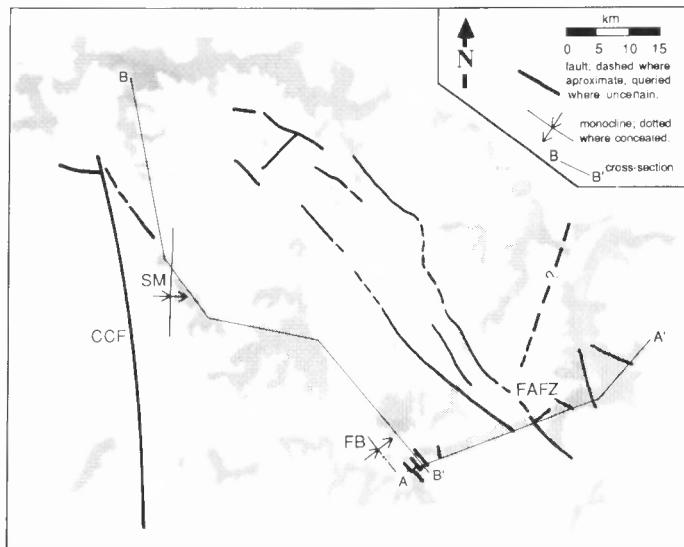 km
N
0 5 10 15
fault; dashed where
aproximate, queried
where uncertain.
monocline; dotted
where concealed.
B
B' cross-section
B
SM
CCF
?
A'
FAFZ
FB
A
B'